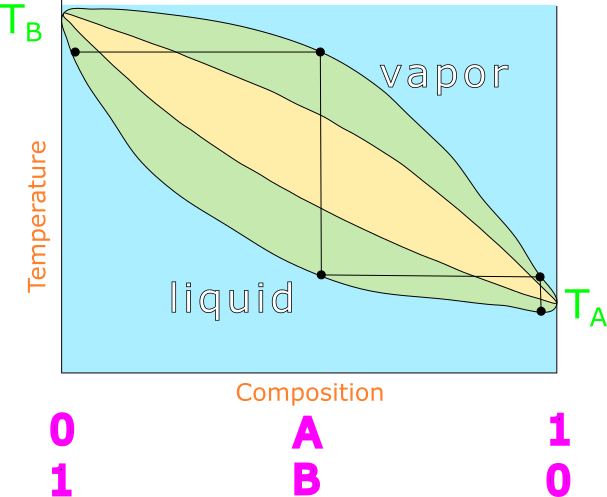 TB
vapor
Temperature
liquid
TA
Composition
0 A 1
1 B 0